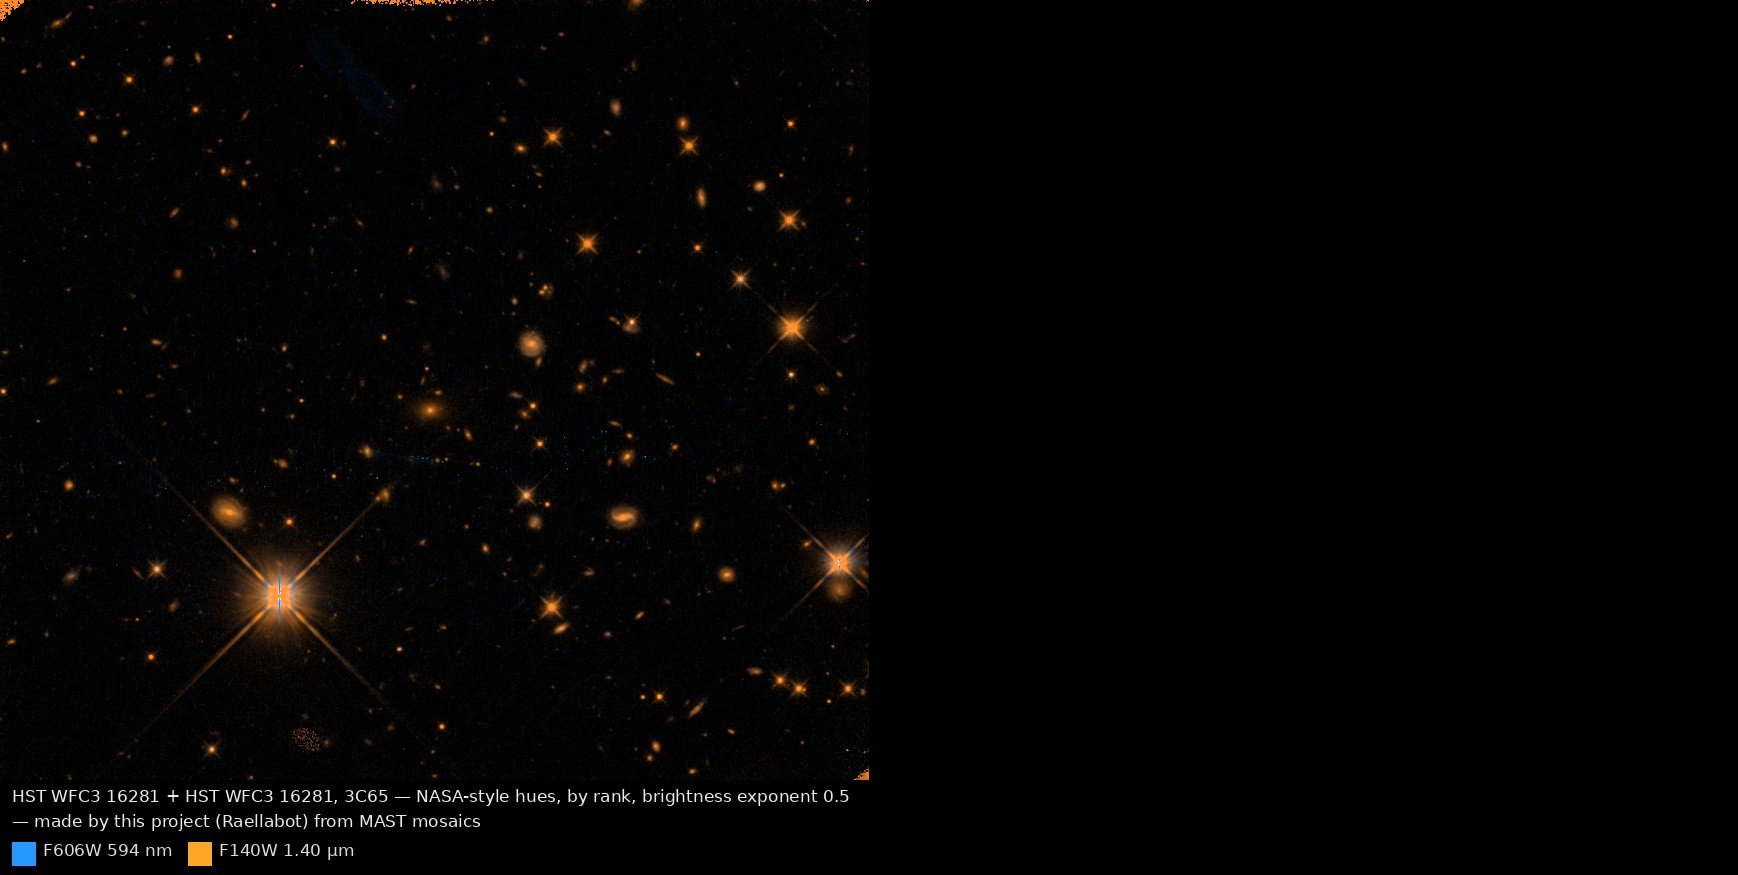 HST WFC3 16281 + HST WFC3 16281, 3C65 — NASA-style hues, by rank, brightness exponent 0.5
— made by this project (Raellabot) from MAST mosaics
F606W 594 nm F140W 1.40 µm